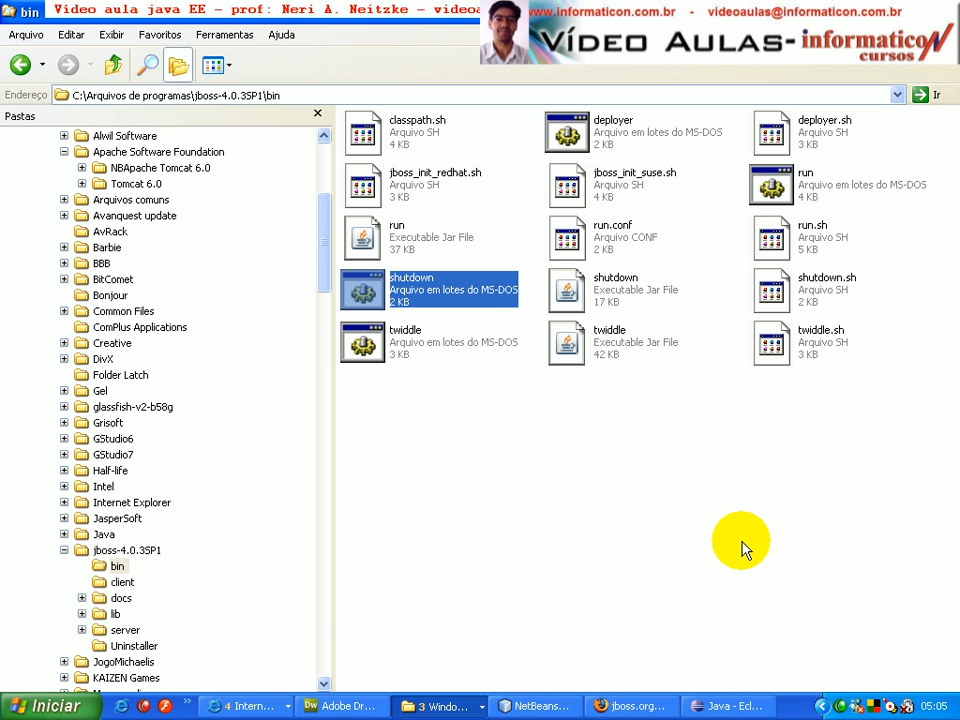 bin
Vídeo aula java EE - prof: Neri A. Neitzke - videoa
www.informaticon.com.br - videoaulas@informaticon.com.br
VÍDEO AULAS-informaticoN
cursos
Arquivo Editar Exibir Favoritos Ferramentas Ajuda
Endereço C:\Arquivos de programas\jboss-4.0.3SP1\bin Ir
Pastas
Alwil Software
Apache Software Foundation
NBApache Tomcat 6.0
Tomcat 6.0
Arquivos comuns
Avanquest update
AvRack
Barbie
BBB
BitComet
Bonjour
Common Files
ComPlus Applications
Creative
DivX
Folder Latch
Gel
glassfish-v2-b58g
Grisoft
GStudio6
GStudio7
Half-life
Intel
Internet Explorer
JasperSoft
Java
jboss-4.0.3SP1
bin
client
docs
lib
server
Uninstaller
JogoMichaelis
KAIZEN Games
classpath.sh
Arquivo SH
4 KB
deployer
Arquivo em lotes do MS-DOS
2 KB
deployer.sh
Arquivo SH
3 KB
jboss_init_redhat.sh
Arquivo SH
3 KB
jboss_init_suse.sh
Arquivo SH
4 KB
run
Arquivo em lotes do MS-DOS
4 KB
run
Executable Jar File
37 KB
run.conf
Arquivo CONF
2 KB
run.sh
Arquivo SH
5 KB
shutdown
Arquivo em lotes do MS-DOS
2 KB
shutdown
Executable Jar File
17 KB
shutdown.sh
Arquivo SH
2 KB
twiddle
Arquivo em lotes do MS-DOS
3 KB
twiddle
Executable Jar File
42 KB
twiddle.sh
Arquivo SH
3 KB
Iniciar
4 Intern...
Adobe Dr...
3 Windo...
NetBeans...
jboss.org...
Java - Ecl...
05:05